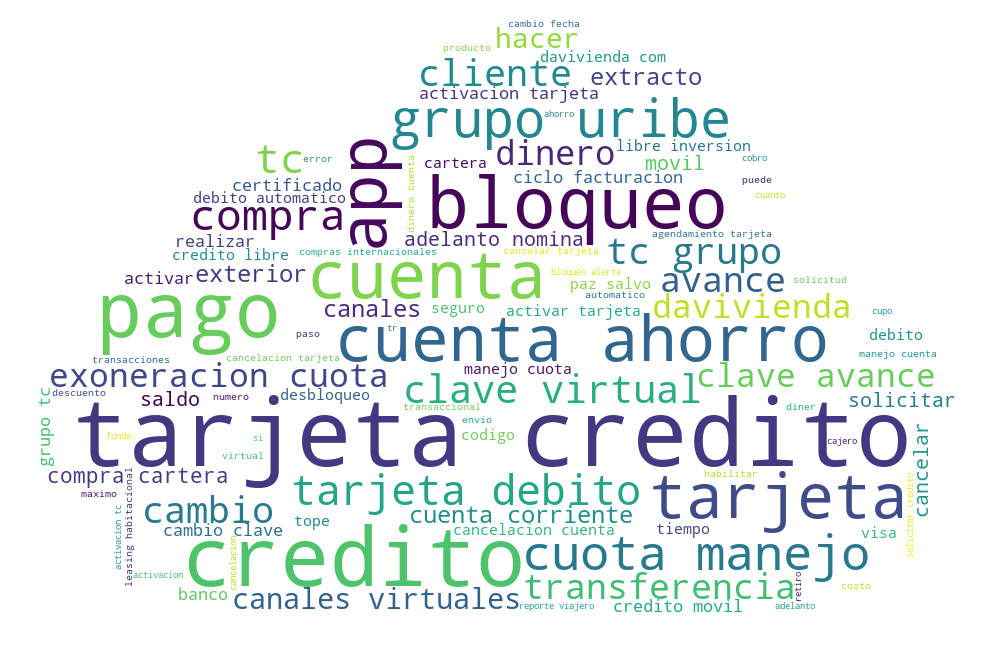 cambio fecha
hacer
producto
davivienda com
cliente
extracto
activacion tarjeta
grupo uribe
ahorro
app
dinero
libre inversion
tc
error
cartera
movil
cobro
dinero cuenta
certificado
ciclo facturacion
puede
bloqueo
debito automatico
cuanto
compra
agendamiento tarjeta
realizar
adelanto nomina
tc grupo
credito libre
compras internacionales
cancelar tarjeta
activar
exterior
cuenta
bloqueo alerta
avance
solicitud
paz salvo
automatico
pago
canales
seguro
activar tarjeta
davivienda
cupo
paso
tr
cuenta ahorro
debito
transacciones
cancelacion tarjeta
manejo cuenta
exoneracion cuota
manejo cuota
clave avance
descuento
saldo
numero
desbloqueo
clave virtual
solicitar
grupo tc
transaccional
diner
tarjeta credito
envio
fondo
si
codigo
cajero
virtual
cancelar
compra cartera
habilitar
maximo
tarjeta debito
tarjeta
solicitar credito
leasing habitacional
activacion tc
cambio
cuenta corriente
tope
cambio clave
cancelacion cuenta
tiempo
visa
credito
cuota manejo
cancelacion
activacion
transferencia
retiro
costo
banco
canales virtuales
reporte viajero
credito movil
adelanto